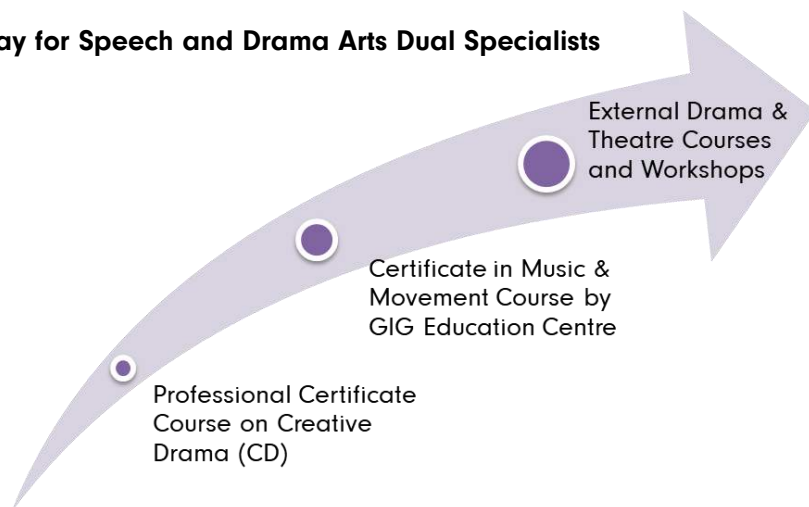 ay for Speech and Drama Arts Dual Specialists
External Drama &
Theatre Courses
and Workshops
Certificate in Music &
Movement Course by
GIG Education Centre
Professional Certificate
Course on Creative
Drama (CD)